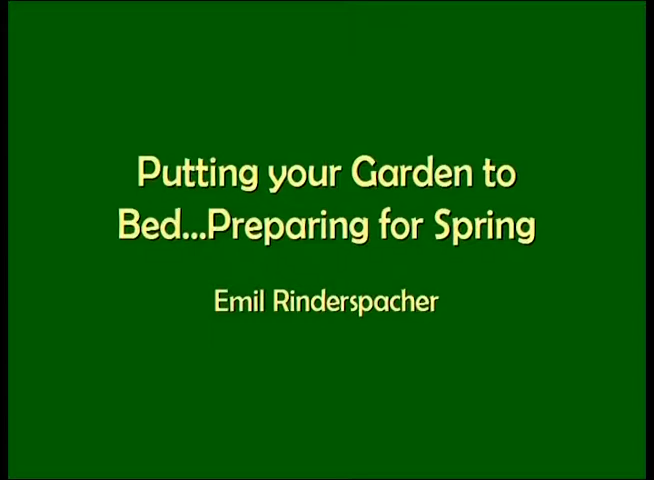 Putting your Garden to
Bed...Preparing for Spring
Emil Rinderspacher